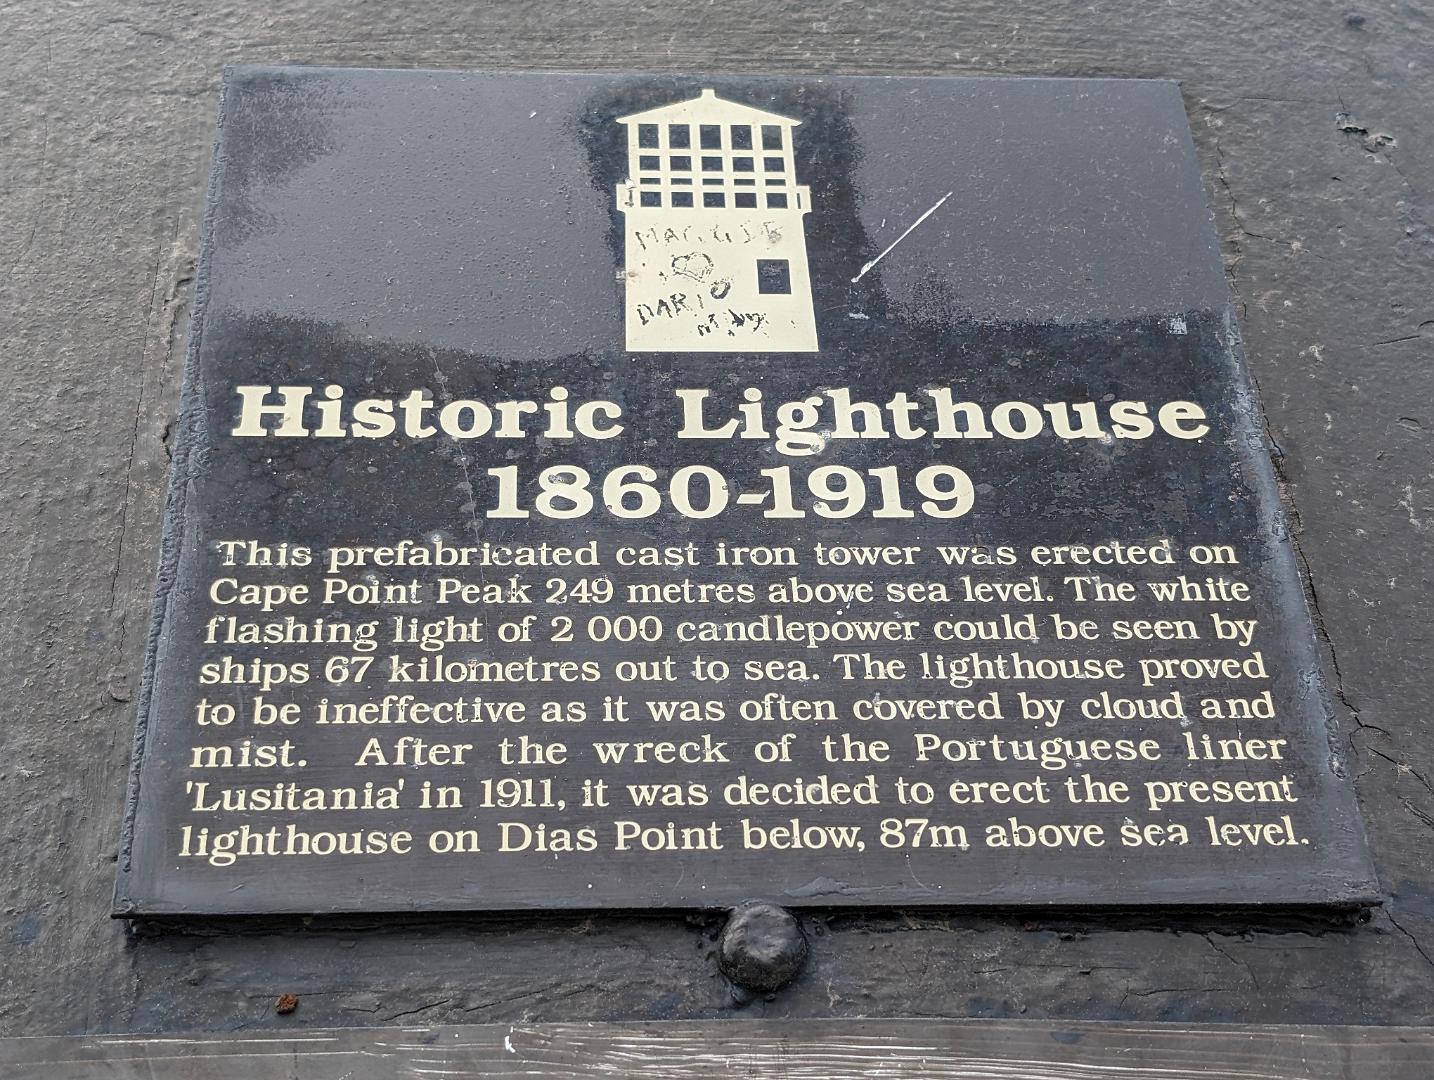 DARIO
Historic Lighthouse
1860-1919
This prefabricated cast iron tower was erected on
Cape Point Peak 249 metres above sea level. The white
flashing light of 2 000 candlepower could be seen by
ships 67 kilometres out to sea. The lighthouse proved
to be ineffective as it was often covered by cloud and
mist. After the wreck of the Portuguese liner
'Lusitania' in 1911, it was decided to erect the present
lighthouse on Dias Point below, 87m above sea level.